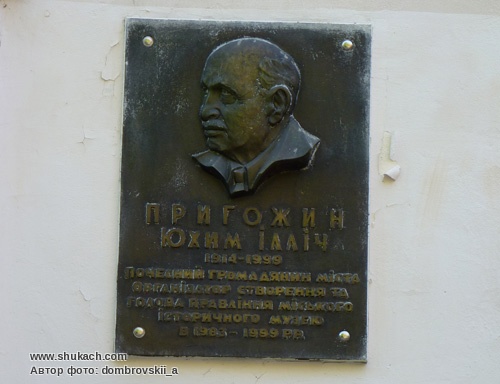 ПРИГОЖИН
ЮХИМ ІЛЛІЧ
1914-1999
ПОЧЕСНИЙ ГРОМАДЯНИН МІСТА
ОРГАНІЗАТОР СТВОРЕННЯ ТА
ГОЛОВА ПРАВЛІННЯ МІСЬКОГО
ІСТОРИЧНОГО МУЗЕЮ
В 1983-1999 РР.
www.shukach.com
Автор фото: dombrovskii_a